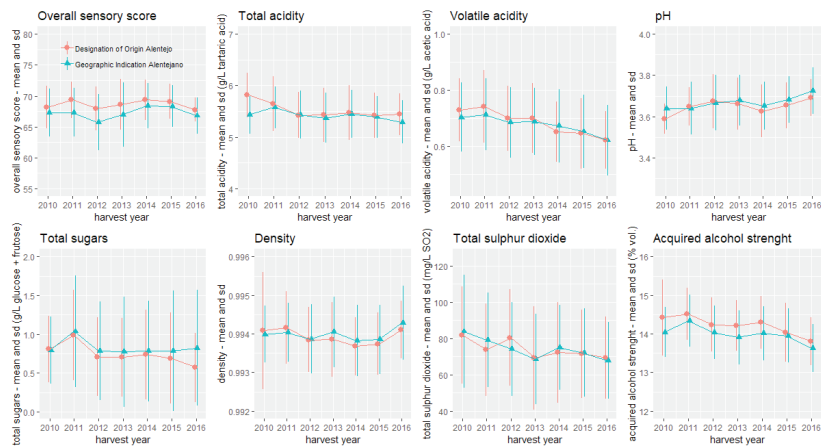 Overall sensory score
overall sensory score - mean and sd
80
75
70
65
60
55
Designation of Origin Alentejo
Geographic Indication Alentejano
2010 2011 2012 2013 2014 2015 2016
harvest year
Total acidity
total acidity - mean and sd (g/L tartaric acid)
7
6
5
4
2010 2011 2012 2013 2014 2015 2016
harvest year
Volatile acidity
volatile acidity - mean and sd (g/L acetic acid)
1.0
0.8
0.6
0.4
2010 2011 2012 2013 2014 2015 2016
harvest year
pH
pH - mean and sd
4.0
3.8
3.6
3.4
2010 2011 2012 2013 2014 2015 2016
harvest year
Total sugars
total sugars - mean and sd (g/L glucose + frutose)
2.0
1.5
1.0
0.5
0.0
2010 2011 2012 2013 2014 2015 2016
harvest year
Density
density - mean and sd
0.996
0.995
0.994
0.993
0.992
2010 2011 2012 2013 2014 2015 2016
harvest year
Total sulphur dioxide
total sulphur dioxide - mean and sd (mg/L SO2)
120
100
80
60
40
2010 2011 2012 2013 2014 2015 2016
harvest year
Acquired alcohol strenght
acquired alcohol strenght - mean and sd (% vol.)
16
15
14
13
12
2010 2011 2012 2013 2014 2015 2016
harvest year